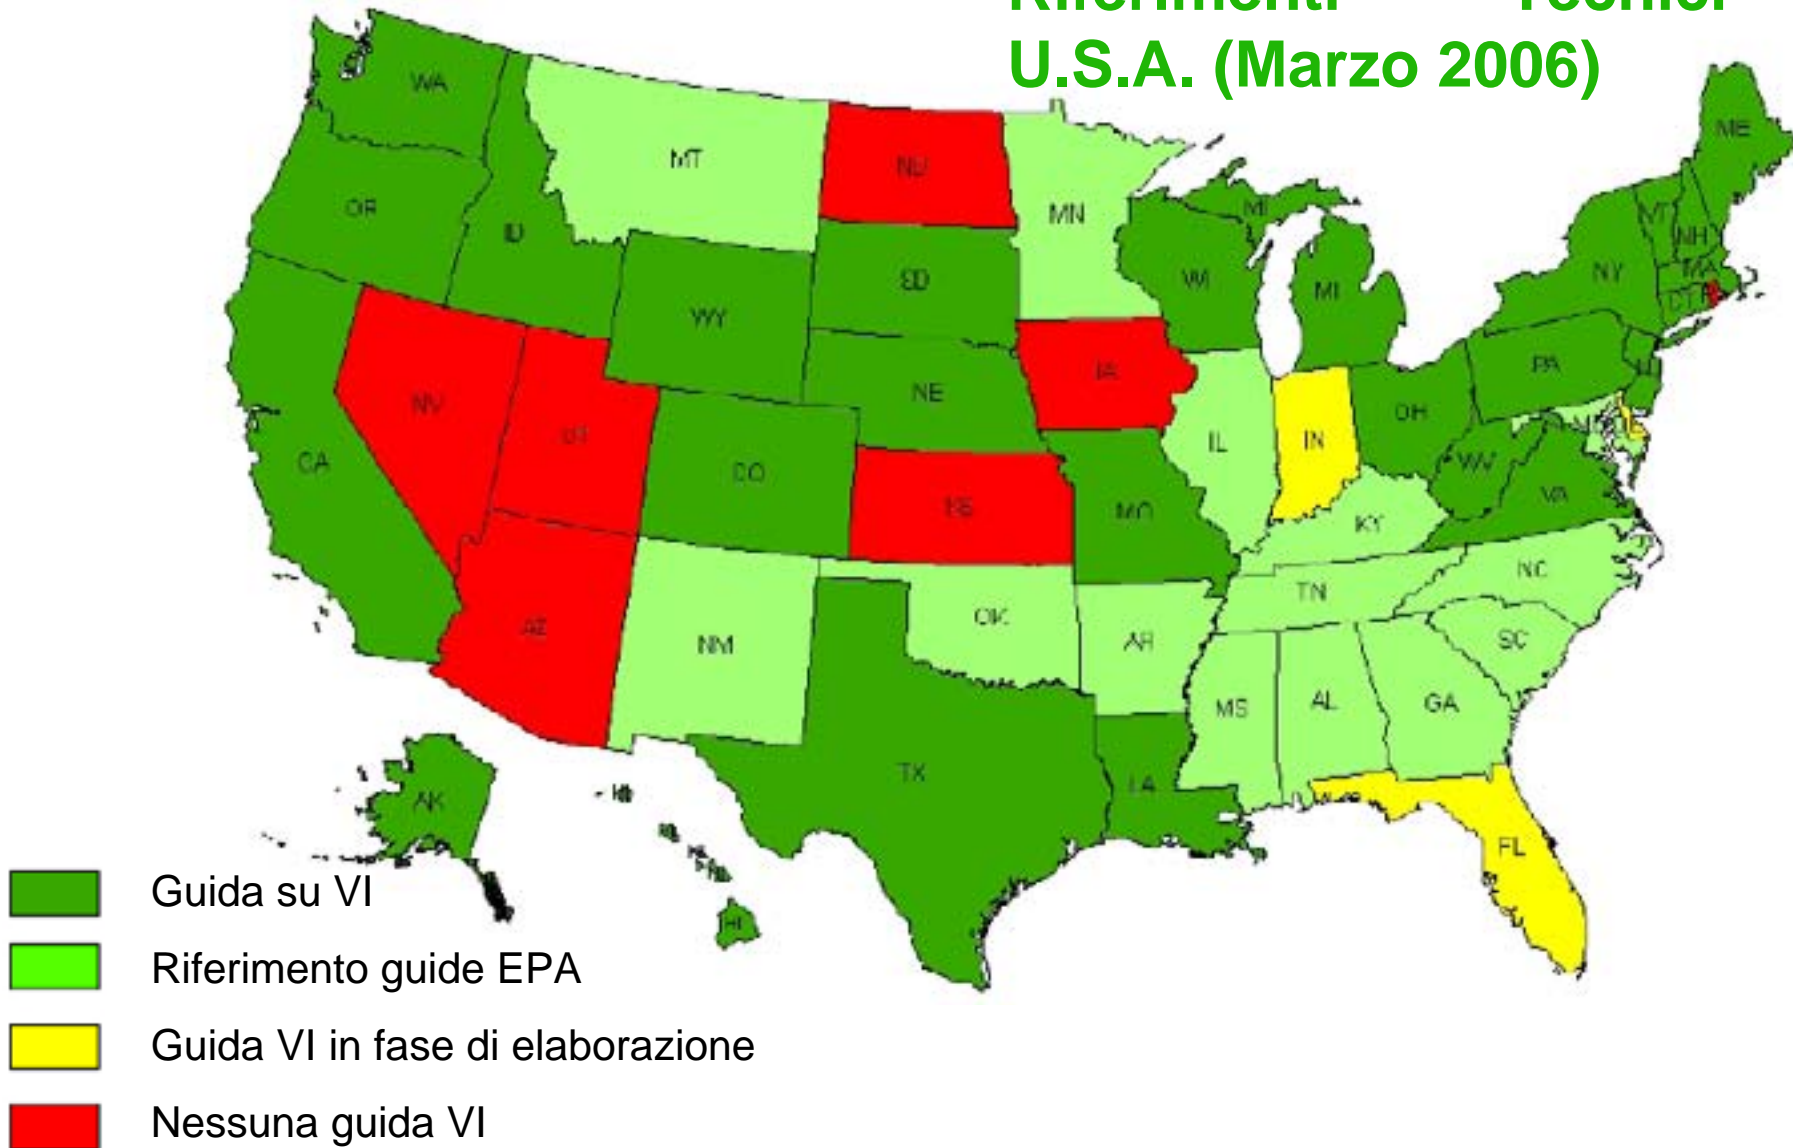 Riferimenti Tecnici
U.S.A. (Marzo 2006)
WA
MT
ND
MN
ME
OR
ID
SD
WI
MI
MI
NY
VT
NH
MA
CT
WY
NE
IA
PA
NV
UT
CO
KS
MO
IL
IN
OH
WV
VA
CA
KY
AZ
NM
OK
AR
TN
NC
SC
MS
AL
GA
TX
LA
FL
AK
HI
Guida su VI
Riferimento guide EPA
Guida VI in fase di elaborazione
Nessuna guida VI